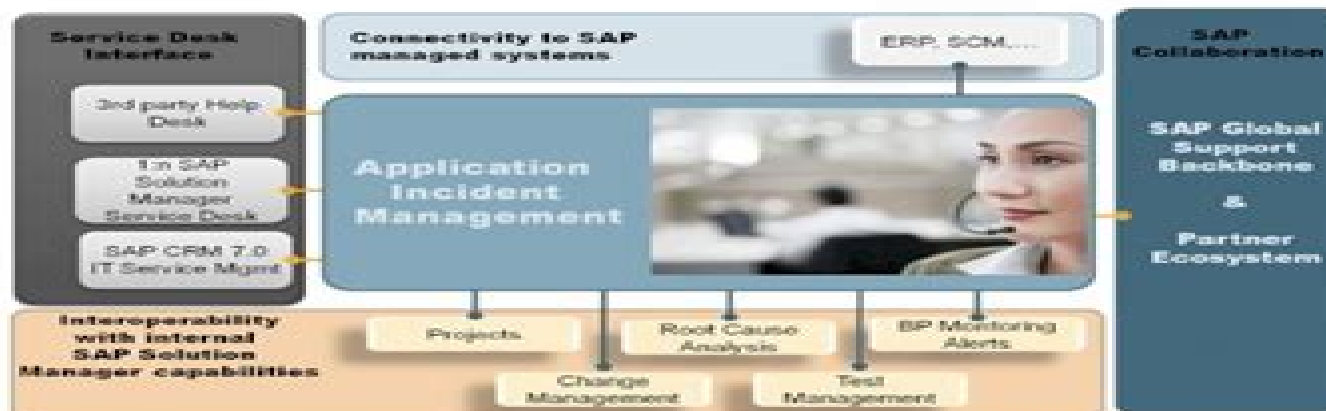 Service Desk
Interface
3rd party Help
Desk
1:n SAP
Solution
Manager
Service Desk
SAP CRM 7.0
IT Service Mgmt
Connectivity to SAP
managed systems
ERP, SCM,...
Application
Incident
Management
SAP
Collaboration
SAP Global
Support
Backbone
&
Partner
Ecosystem
Interoperability
with internal
SAP Solution
Manager capabilities
Projects
Change
Management
Root Cause
Analysis
Test
Management
BP Monitoring
Alerts